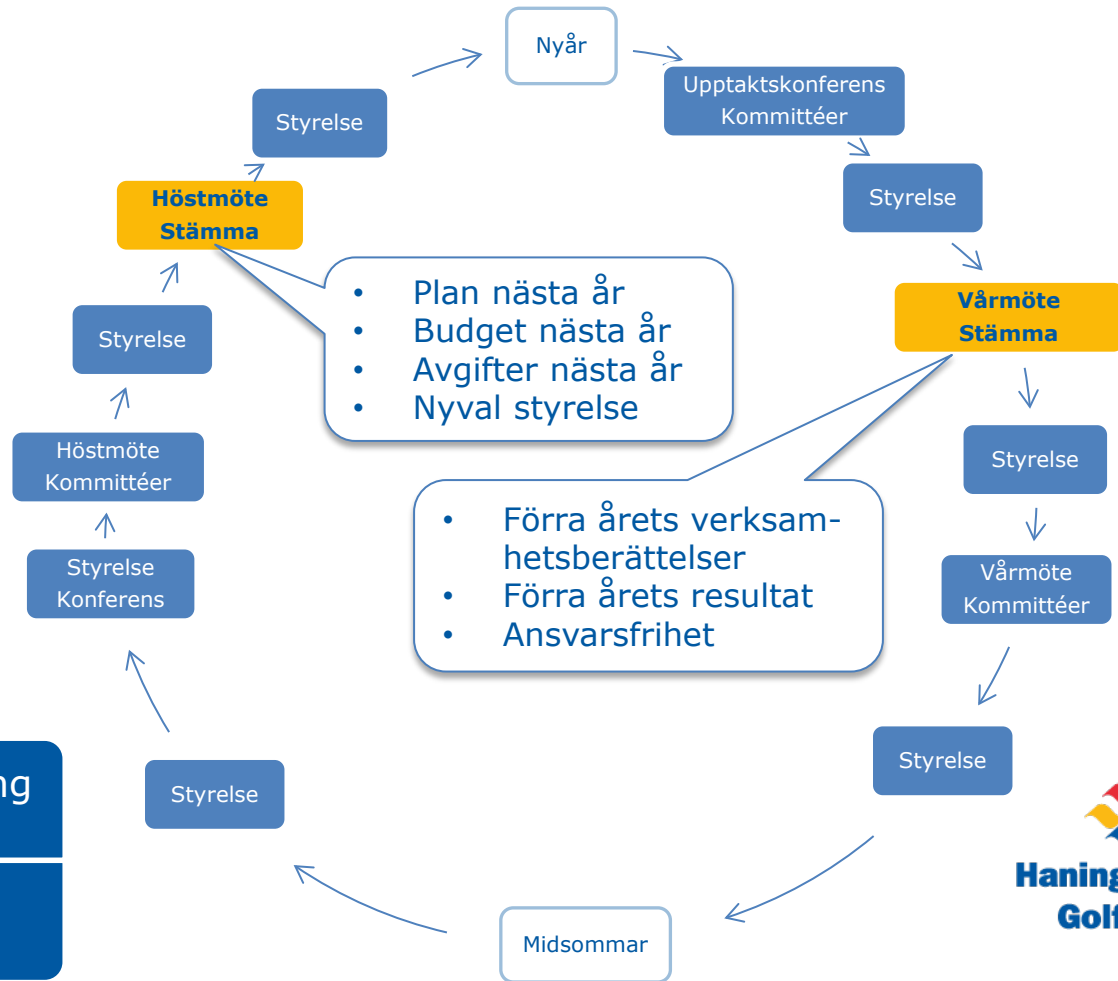 Nyår
Upptaktskonferens
Kommittéer
Styrelse
Vårmöte
Stämma
Styrelse
Vårmöte
Kommittéer
Styrelse
Midsommar
Styrelse
Styrelse
Konferens
Höstmöte
Kommittéer
Styrelse
Höstmöte
Stämma
Styrelse
• Plan nästa år
• Budget nästa år
• Avgifter nästa år
• Nyval styrelse
• Förra årets verksam-
hetsberättelser
• Förra årets resultat
• Ansvarsfrihet
ng
Haning
Golf